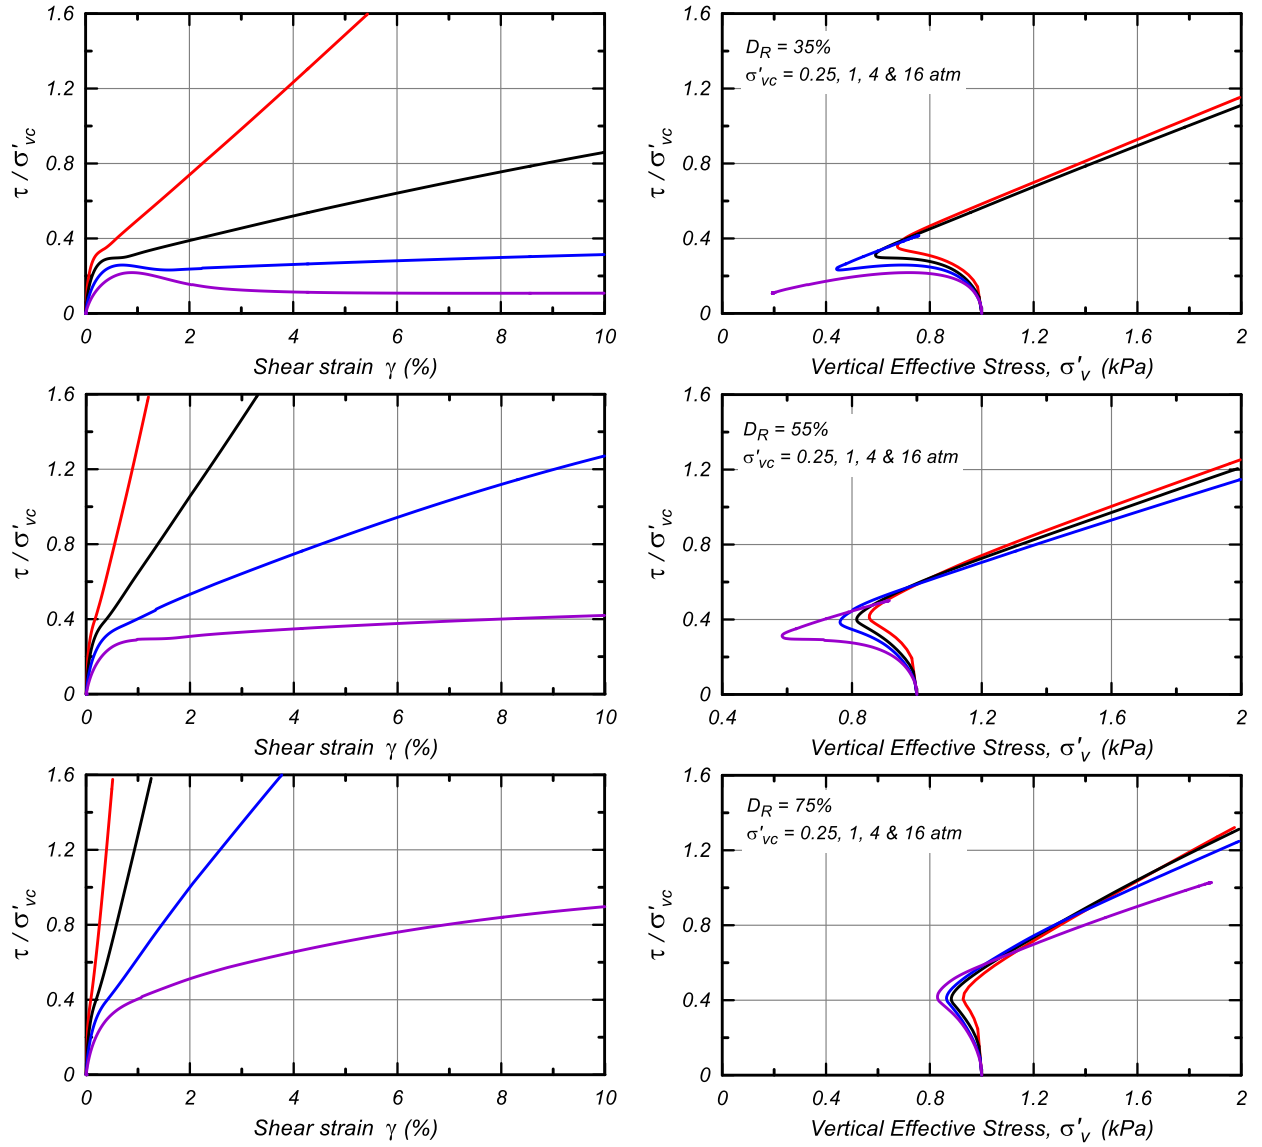 1.6
1.2
0.8
0.4
0
τ / σ'vc
0 2 4 6 8 10
Shear strain γ (%)
1.6
1.2
0.8
0.4
0
τ / σ'vc
DR = 35%
σ'vc = 0.25, 1, 4 & 16 atm
0 0.4 0.8 1.2 1.6 2
Vertical Effective Stress, σ'v (kPa)
1.6
1.2
0.8
0.4
0
τ / σ'vc
0 2 4 6 8 10
Shear strain γ (%)
1.6
1.2
0.8
0.4
0
τ / σ'vc
DR = 55%
σ'vc = 0.25, 1, 4 & 16 atm
0.4 0.8 1.2 1.6 2
Vertical Effective Stress, σ'v (kPa)
1.6
1.2
0.8
0.4
0
τ / σ'vc
0 2 4 6 8 10
Shear strain γ (%)
1.6
1.2
0.8
0.4
0
τ / σ'vc
DR = 75%
σ'vc = 0.25, 1, 4 & 16 atm
0 0.4 0.8 1.2 1.6 2
Vertical Effective Stress, σ'v (kPa)